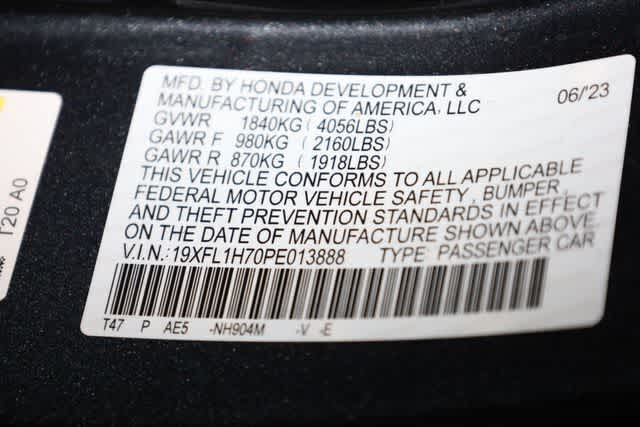 MFD. BY HONDA DEVELOPMENT &
MANUFACTURING OF AMERICA, LLC 06/'23
GVWR 1840KG (4056LBS)
GAWR F 980KG (2160LBS)
GAWR R 870KG (1918LBS)
THIS VEHICLE CONFORMS TO ALL APPLICABLE
FEDERAL MOTOR VEHICLE SAFETY, BUMPER,
AND THEFT PREVENTION STANDARDS IN EFFECT
ON THE DATE OF MANUFACTURE SHOWN ABOVE.
V.I.N.: 19XFL1H70PE013888 TYPE PASSENGER CAR
T47 P AE5 -NH904M -V -E
T20 A0